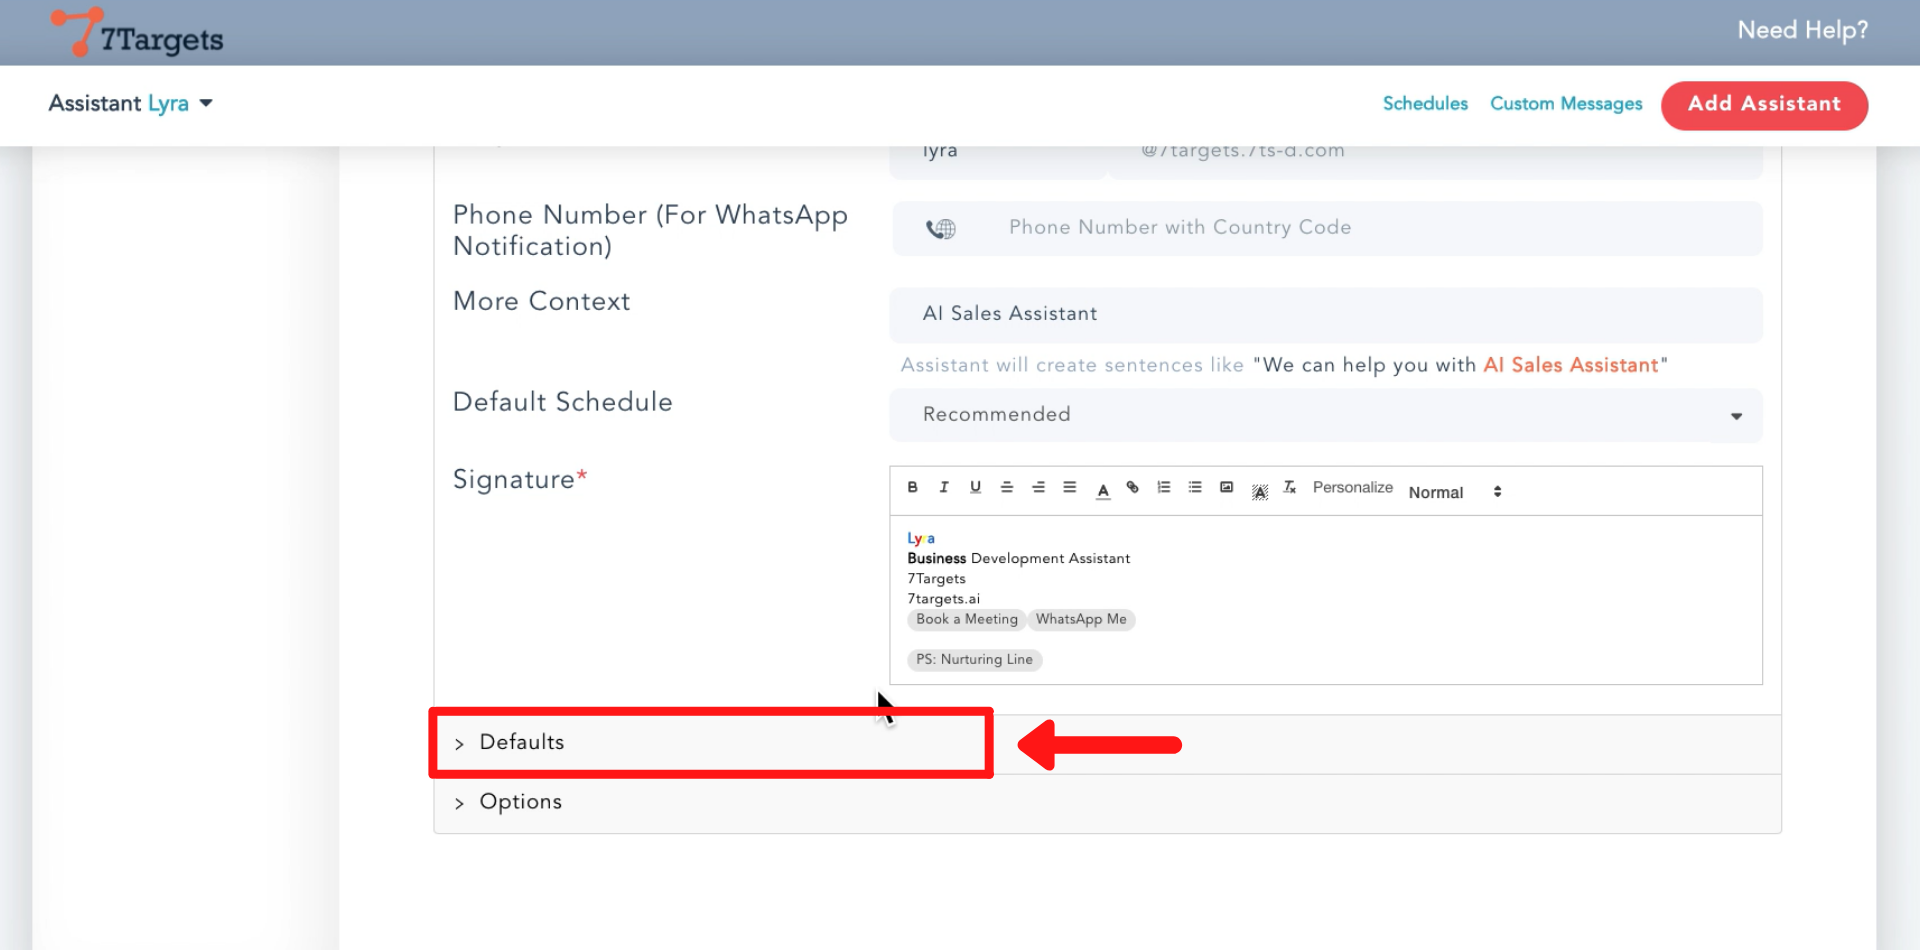 7Targets
Need Help?
Assistant Lyra
Schedules Custom Messages Add Assistant
lyra @7targets.7ts-d.com
Phone Number (For WhatsApp
Notification)
Phone Number with Country Code
More Context
AI Sales Assistant
Assistant will create sentences like "We can help you with AI Sales Assistant"
Default Schedule
Recommended
Signature*
B I U A A Tx Personalize Normal
Lyra
Business Development Assistant
7Targets
7targets.ai
Book a Meeting WhatsApp Me
PS: Nurturing Line
> Defaults
> Options